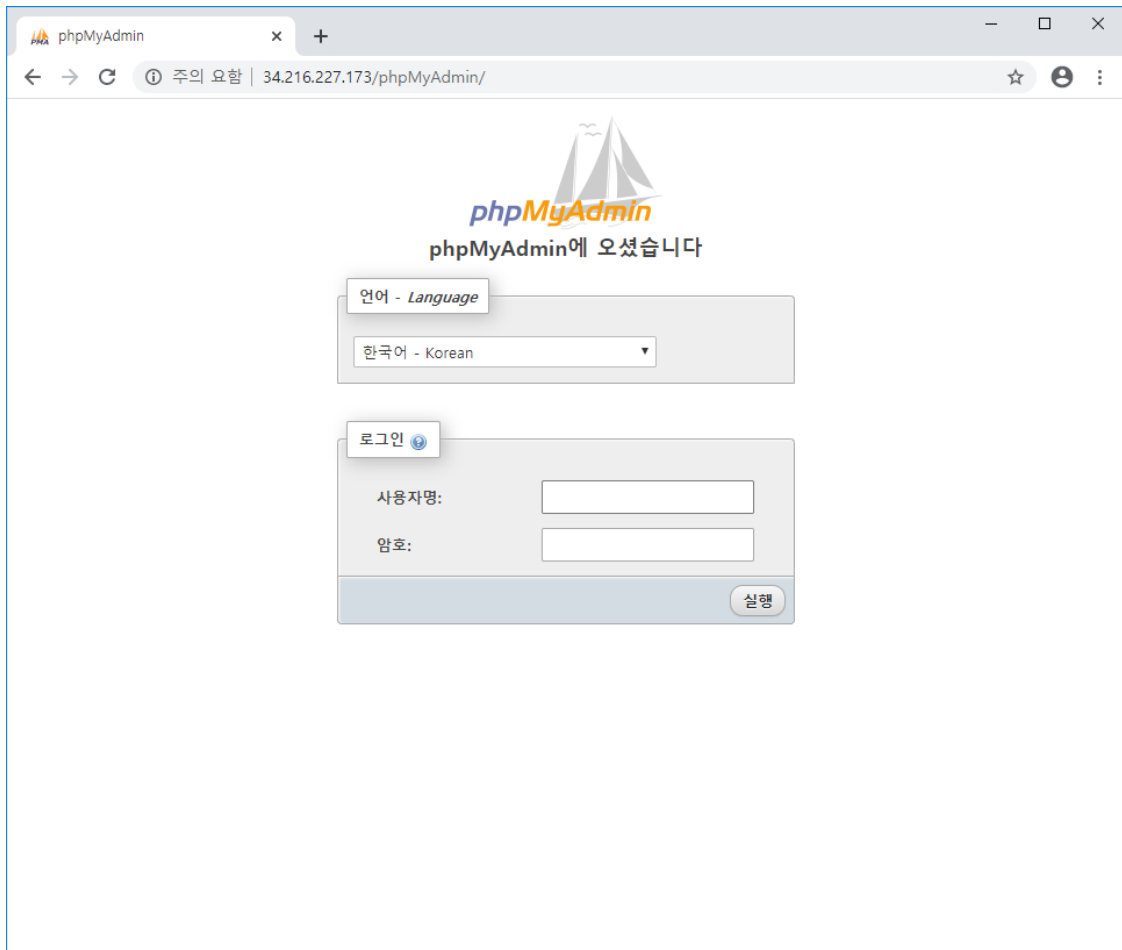 phpMyAdmin
주의 요함 | 34.216.227.173/phpMyAdmin/
phpMyAdmin
phpMyAdmin에 오셨습니다
언어 - Language
한국어 - Korean
로그인
사용자명:
암호:
실행